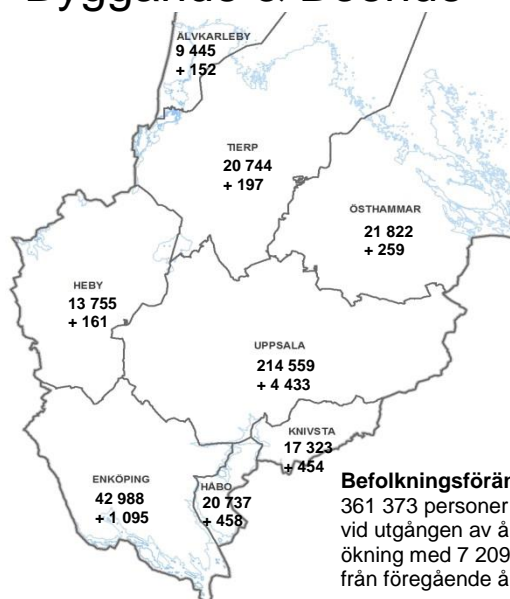 ÄLVKARLEBY
9 445
+ 152
TIERP
20 744
+ 197
ÖSTHAMMAR
21 822
+ 259
HEBY
13 755
+ 161
UPPSALA
214 559
+ 4 433
KNIVSTA
17 323
+ 454
ENKÖPING
42 988
+ 1 095
HÅBO
20 737
+ 458
361 373 personer
vid utgången av
ökning med 7 209
från föregående